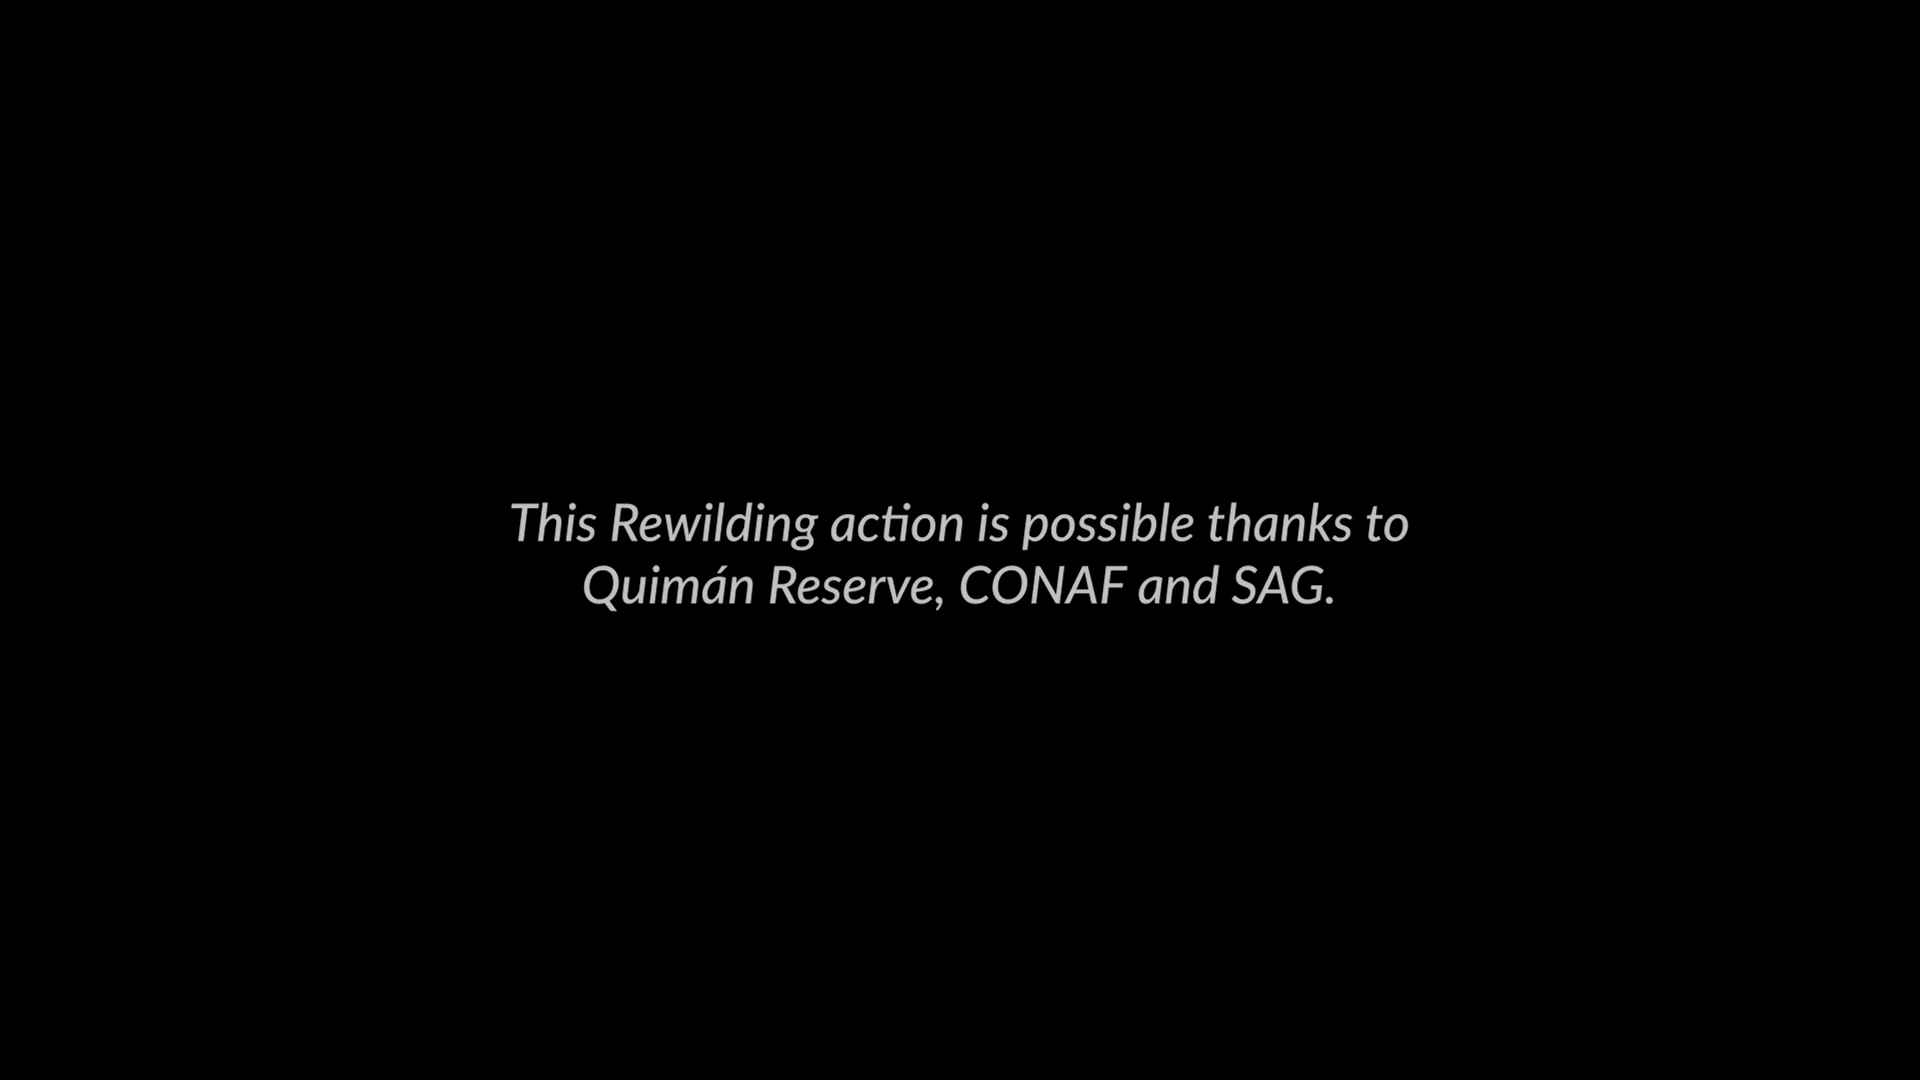 This Rewilding action is possible thanks to
Quimán Reserve, CONAF and SAG.